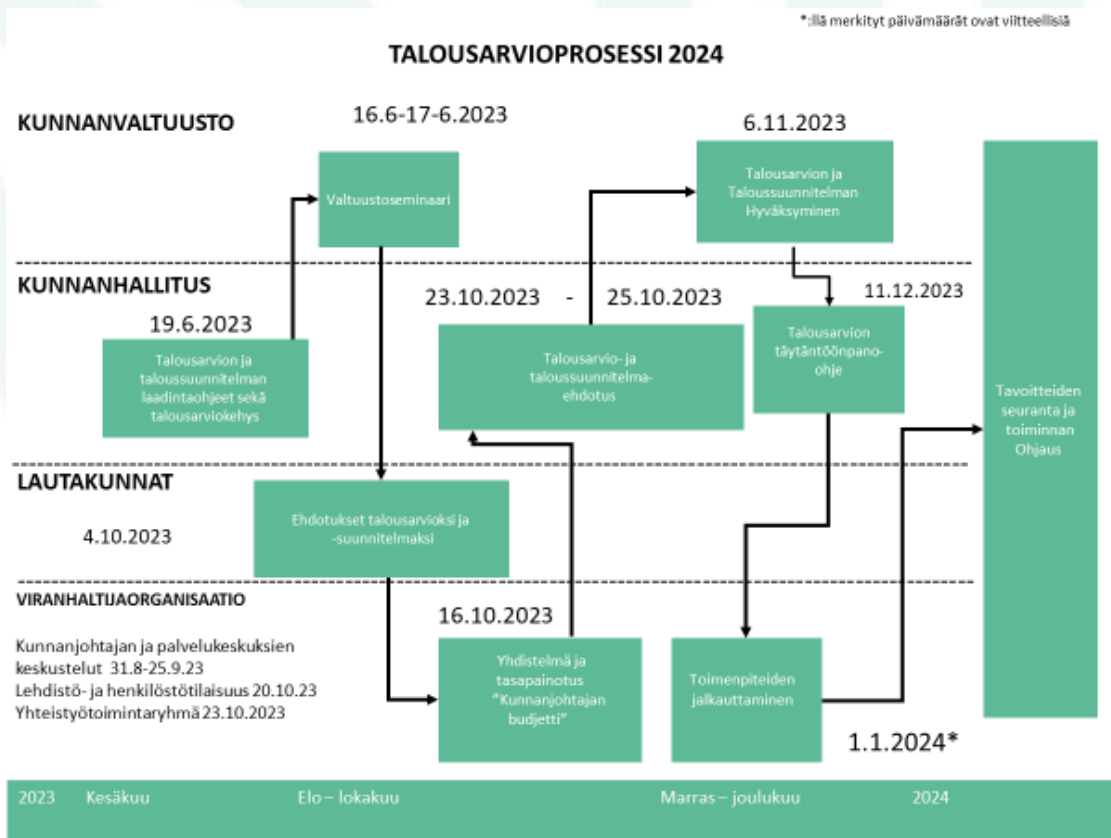 *:llä merkityt päivämäärät ovat viitteellisiä
TALOUSARVIOPROSESSI 2024
KUNNANVALTUUSTO
16.6-17-6.2023
6.11.2023
Valtuustoseminaari
Talousarvion ja
Taloussuunnitelman
Hyväksyminen
KUNNANHALLITUS
19.6.2023
23.10.2023 - 25.10.2023
11.12.2023
Talousarvion ja
taloussuunnitelman
laadintaohjeet sekä
talousarviokehys
Talousarvio- ja
taloussuunnitelma-
ehdotus
Talousarvion
täytäntöönpano-
ohje
Tavoitteiden
seuranta ja
toiminnan
Ohjaus
LAUTAKUNNAT
4.10.2023
Ehdotukset talousarvioksi ja
-suunnitelmaksi
VIRANHALTIJAORGANISAATIO
Kunnanjohtajan ja palvelukeskuksien
keskustelut 31.8-25.9.23
Lehdistö- ja henkilöstötilaisuus 20.10.23
Yhteistyötoimintaryhmä 23.10.2023
16.10.2023
Yhdistelmä ja
tasapainotus
"Kunnanjohtajan
budjetti"
Toimenpiteiden
jalkauttaminen
1.1.2024*
2023 Kesäkuu Elo – lokakuu Marras – joulukuu 2024